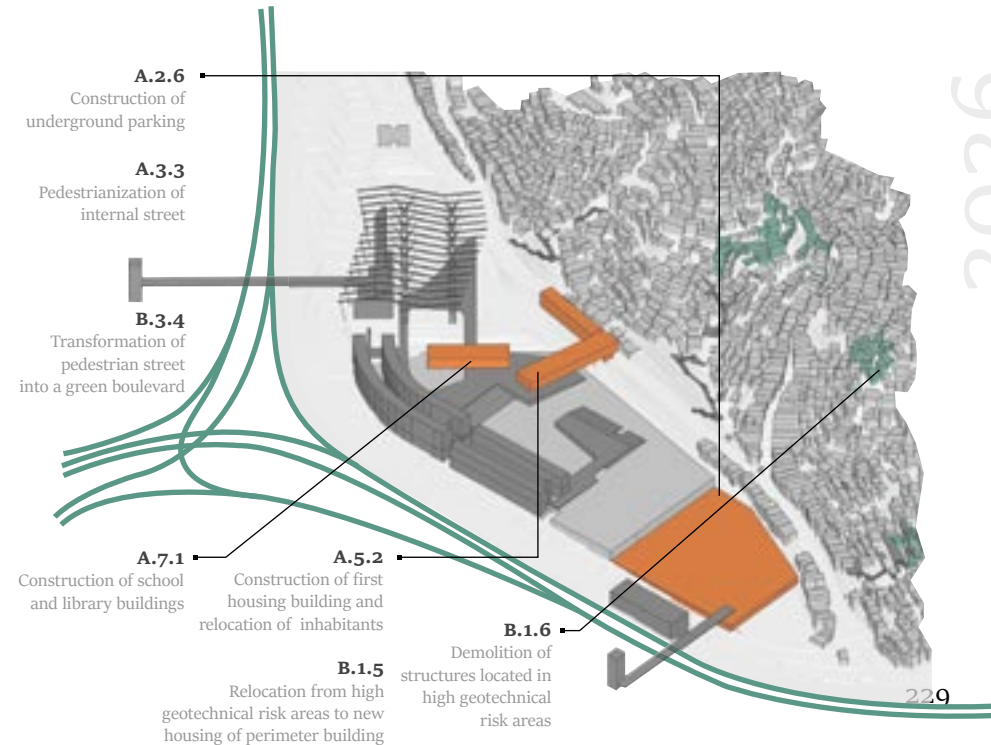 A.2.6
Construction of
underground parking
A.3.3
Pedestrianization of
internal street
B.3.4
Transformation of
pedestrian street
into a green boulevard
A.7.1
Construction of school
and library buildings
A.5.2
Construction of first
housing building and
relocation of inhabitants
B.1.5
Relocation from high
geotechnical risk areas to new
housing of perimeter building
B.1.6
Demolition of
structures located in
high geotechnical
risk areas
2026
229